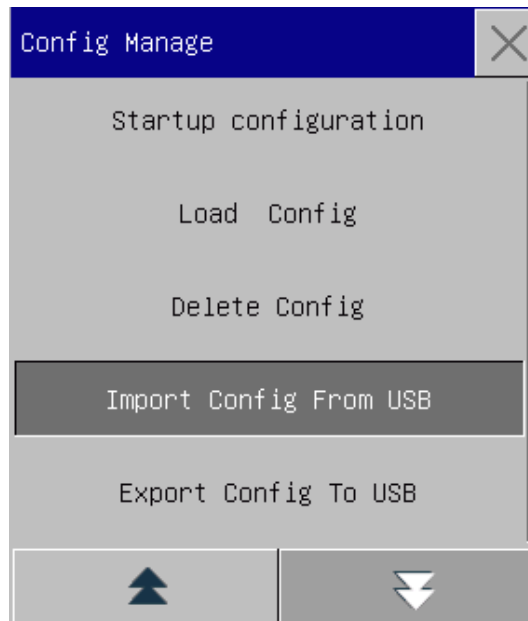 Config Manage
Startup configuration
Load Config
Delete Config
Import Config From USB
Export Config To USB